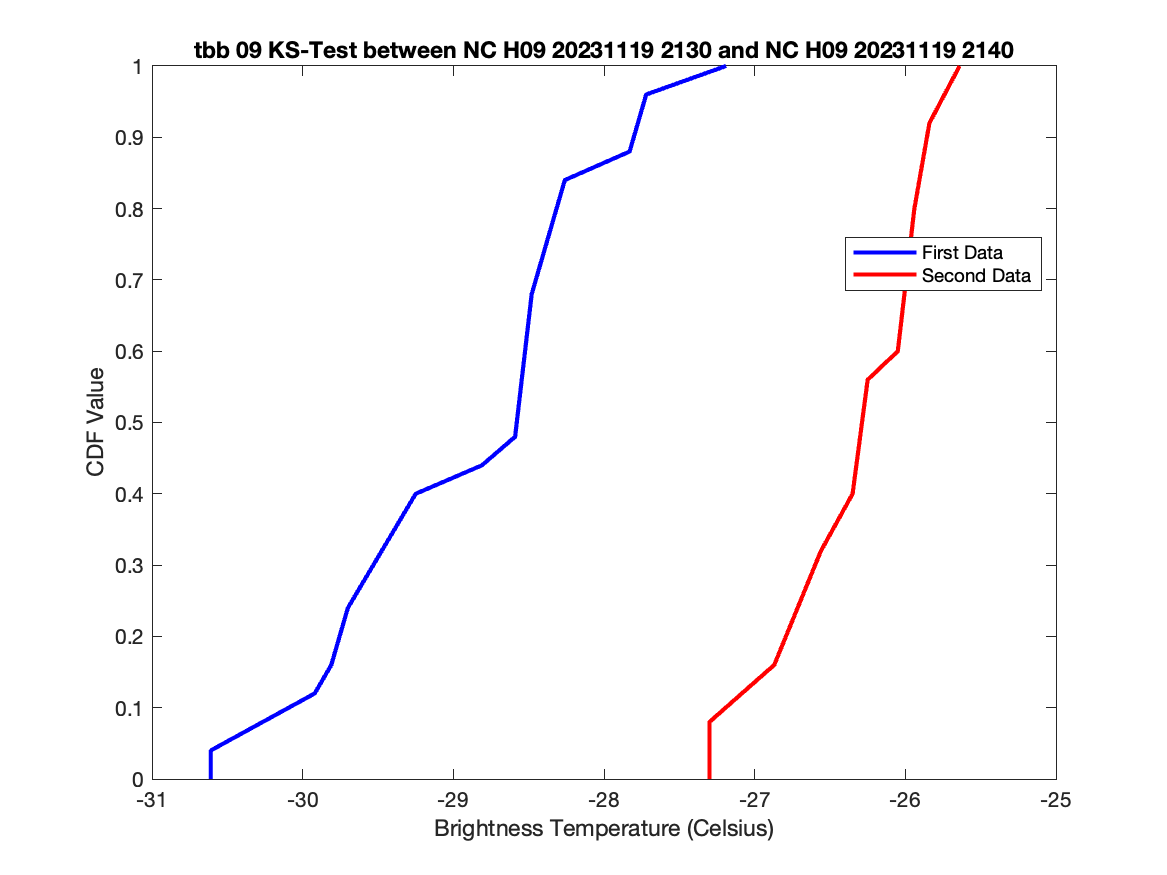 tbb 09 KS-Test between NC H09 20231119 2130 and NC H09 20231119 2140
1
0.9
0.8
0.7
0.6
0.5
0.4
0.3
0.2
0.1
0
CDF Value
First Data
Second Data
-31 -30 -29 -28 -27 -26 -25
Brightness Temperature (Celsius)